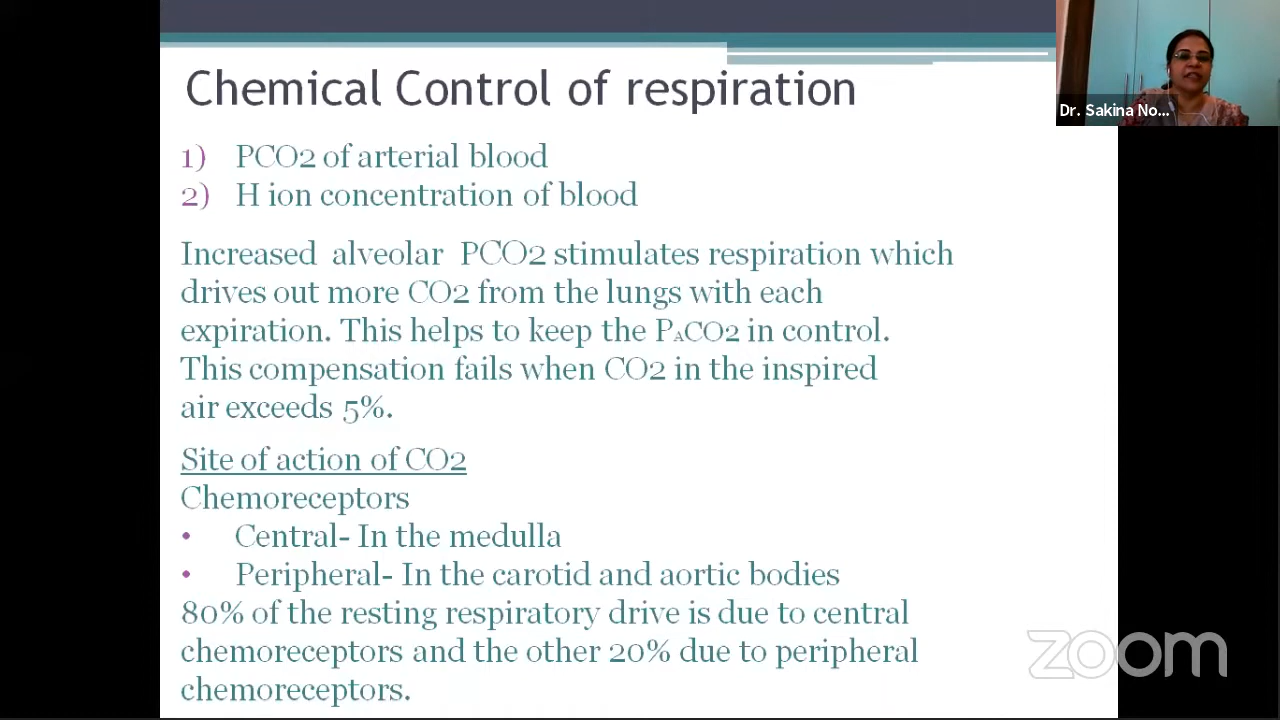 Chemical Control of respiration
Dr. Sakina No...
1) PCO2 of arterial blood
2) H ion concentration of blood
Increased alveolar PCO2 stimulates respiration which
drives out more CO2 from the lungs with each
expiration. This helps to keep the PACO2 in control.
This compensation fails when CO2 in the inspired
air exceeds 5%.
Site of action of CO2
Chemoreceptors
• Central- In the medulla
• Peripheral- In the carotid and aortic bodies
80% of the resting respiratory drive is due to central
chemoreceptors and the other 20% due to peripheral
chemoreceptors.
zoom